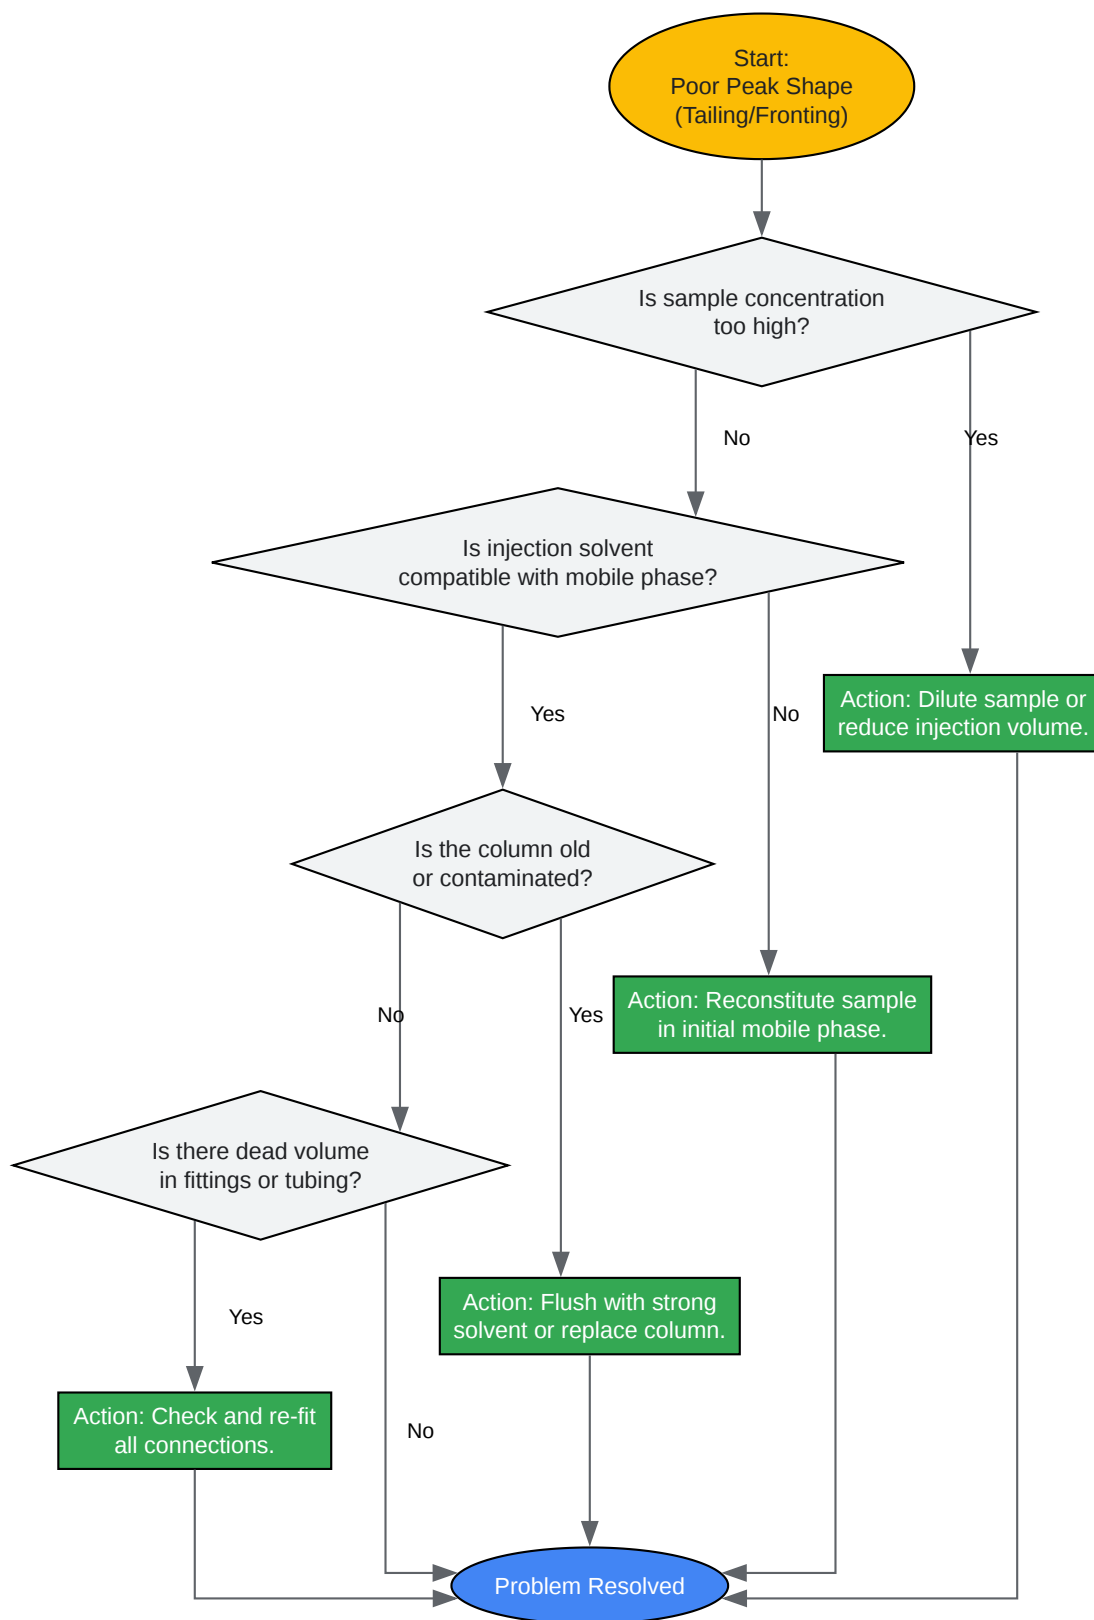 Start:
Poor Peak Shape
(Tailing/Fronting)
Is sample concentration
too high?
No
Yes
Is injection solvent
compatible with mobile phase?
Yes
No
Action: Dilute sample or
reduce injection volume.
Is the column old
or contaminated?
No
Yes
Action: Reconstitute sample
in initial mobile phase.
Is there dead volume
in fittings or tubing?
Yes
No
Action: Flush with strong
solvent or replace column.
Action: Check and re-fit
all connections.
Problem Resolved